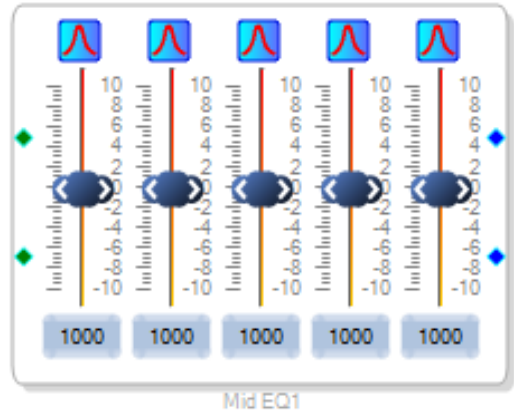 10 10 10 10 10
8 8 8 8 8
6 6 6 6 6
4 4 4 4 4
2 2 2 2 2
0 0 0 0 0
-2 -2 -2 -2 -2
-4 -4 -4 -4 -4
-6 -6 -6 -6 -6
-8 -8 -8 -8 -8
-10 -10 -10 -10 -10
1000 1000 1000 1000 1000
Mid EQ1